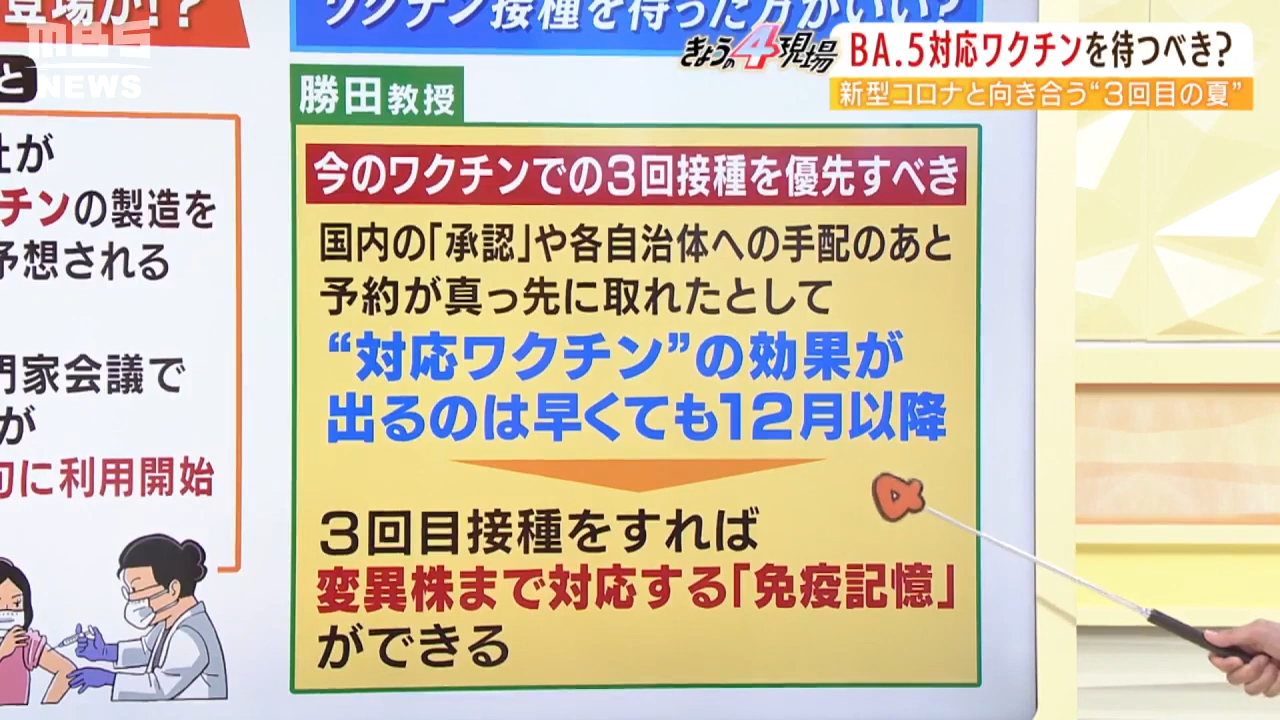 登場か!?
ワクチン接種を待った方がいい?
MBS
NEWS
きょうの4現場
BA.5対応ワクチンを待つべき?
新型コロナと向き合う“3回目の夏”
と
社が
チンの製造を
予想される
門家会議で
が
旬に利用開始
勝田教授
今のワクチンでの3回接種を優先すべき
国内の「承認」や各自治体への手配のあと
予約が真っ先に取れたとして
“対応ワクチン”の効果が
出るのは早くても12月以降
3回目接種をすれば
変異株まで対応する「免疫記憶」
ができる
4